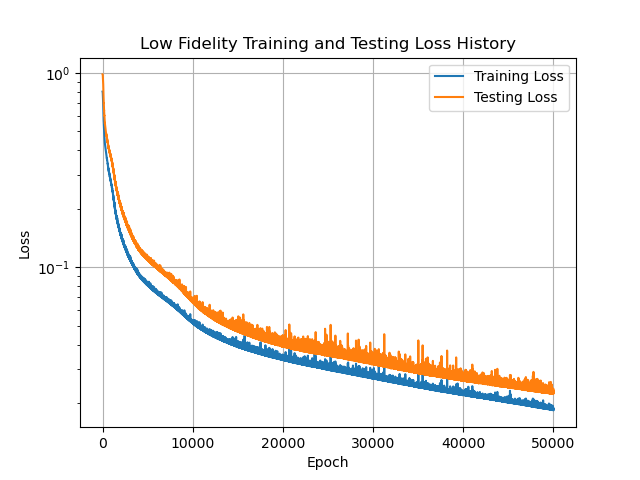 Low Fidelity Training and Testing Loss History
Training Loss
Testing Loss
Loss
10⁰
10⁻¹
0
10000
20000
30000
40000
50000
Epoch